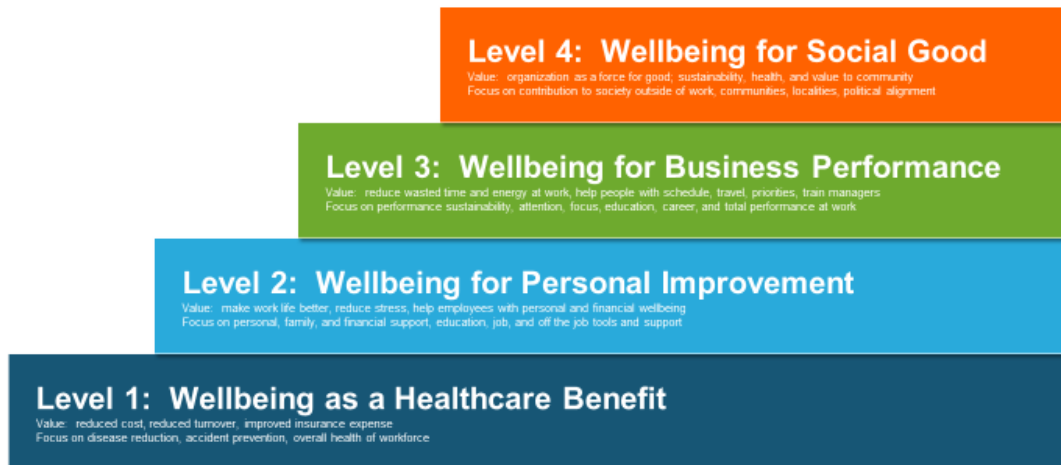 Level 4: Wellbeing for Social Good
Value: organization as a force for good; sustainability, health, and value to community
Focus on contribution to society outside of work, communities, localities, political alignment
Level 3: Wellbeing for Business Performance
Value: reduce wasted time and energy at work, help people with schedule, travel, priorities, train managers
Focus on performance sustainability, attention, focus, education, career, and total performance at work
Level 2: Wellbeing for Personal Improvement
Value: make work life better, reduce stress, help employees with personal and financial wellbeing
Focus on personal, family, and financial support, education, job, and off the job tools and support
Level 1: Wellbeing as a Healthcare Benefit
Value: reduced cost, reduced turnover, improved insurance expense
Focus on disease reduction, accident prevention, overall health of workforce